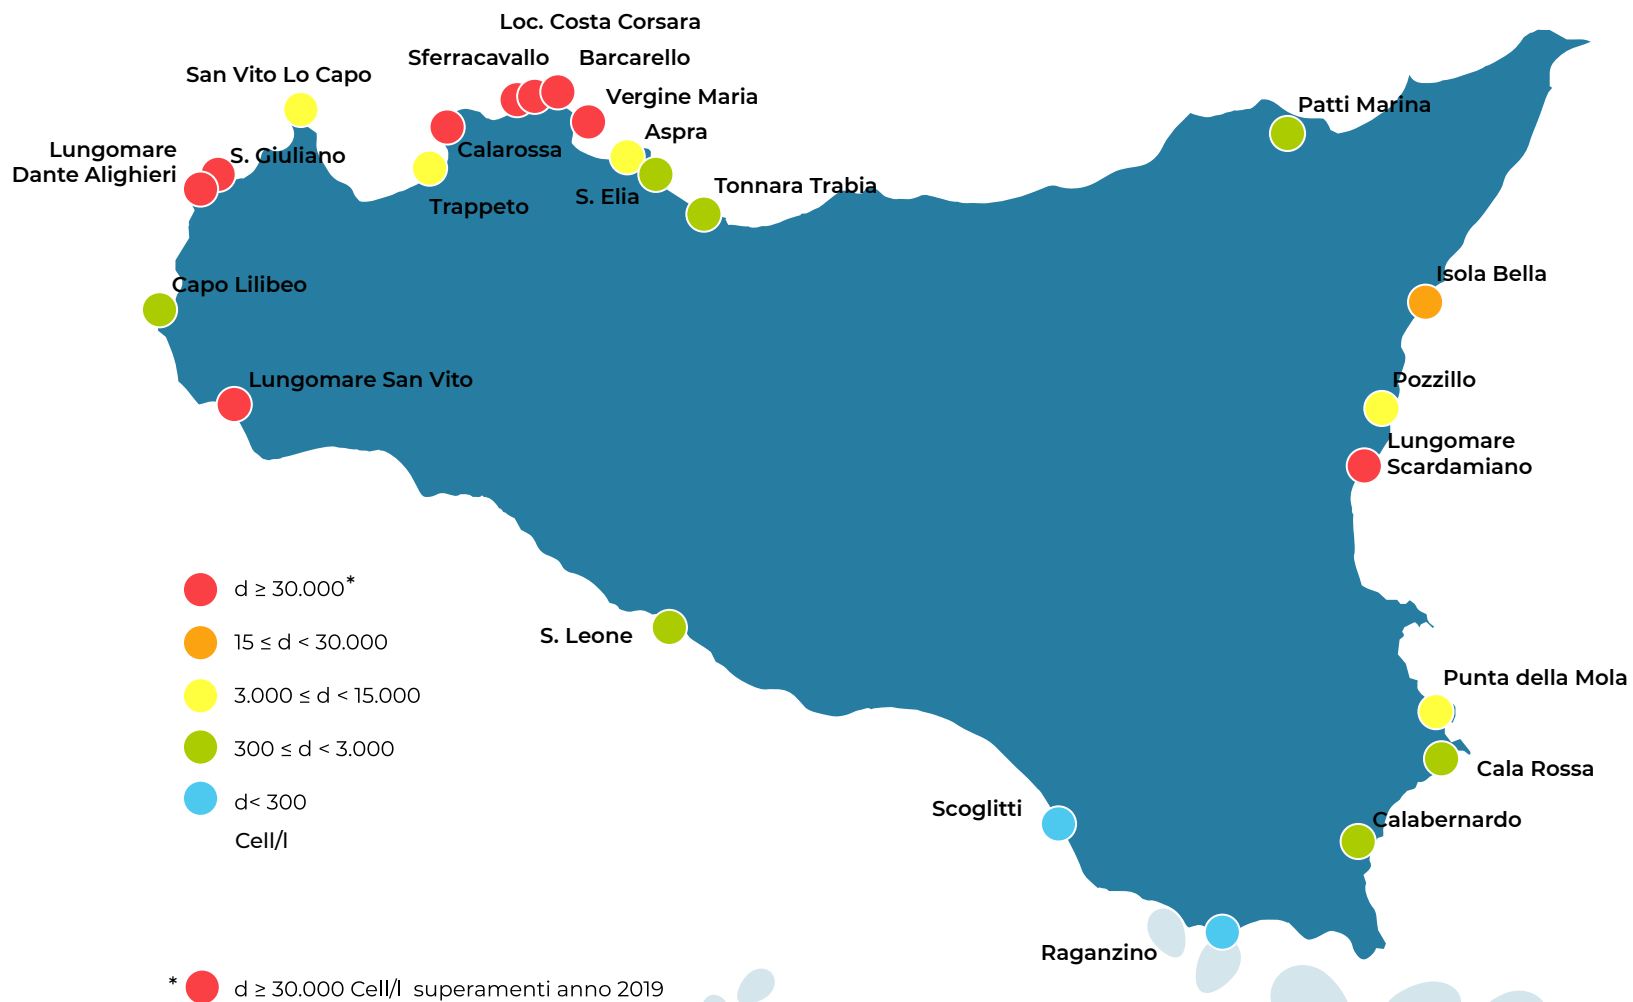 Loc. Costa Corsara
Sferracavallo
Barcarello
San Vito Lo Capo
Vergine Maria
Patti Marina
Aspra
Lungomare
Dante Alighieri
S. Giuliano
Calarossa
Trappeto
S. Elia
Tonnara Trabia
Isola Bella
Capo Lilibeo
Lungomare San Vito
Pozzillo
Lungomare
Scardamiano
d ≥ 30.000*
15 ≤ d < 30.000
3.000 ≤ d < 15.000
300 ≤ d < 3.000
d< 300
Cell/l
S. Leone
Punta della Mola
Cala Rossa
Scoglitti
Calabernardo
Raganzino
* d ≥ 30.000 Cell/l superamenti anno 2019